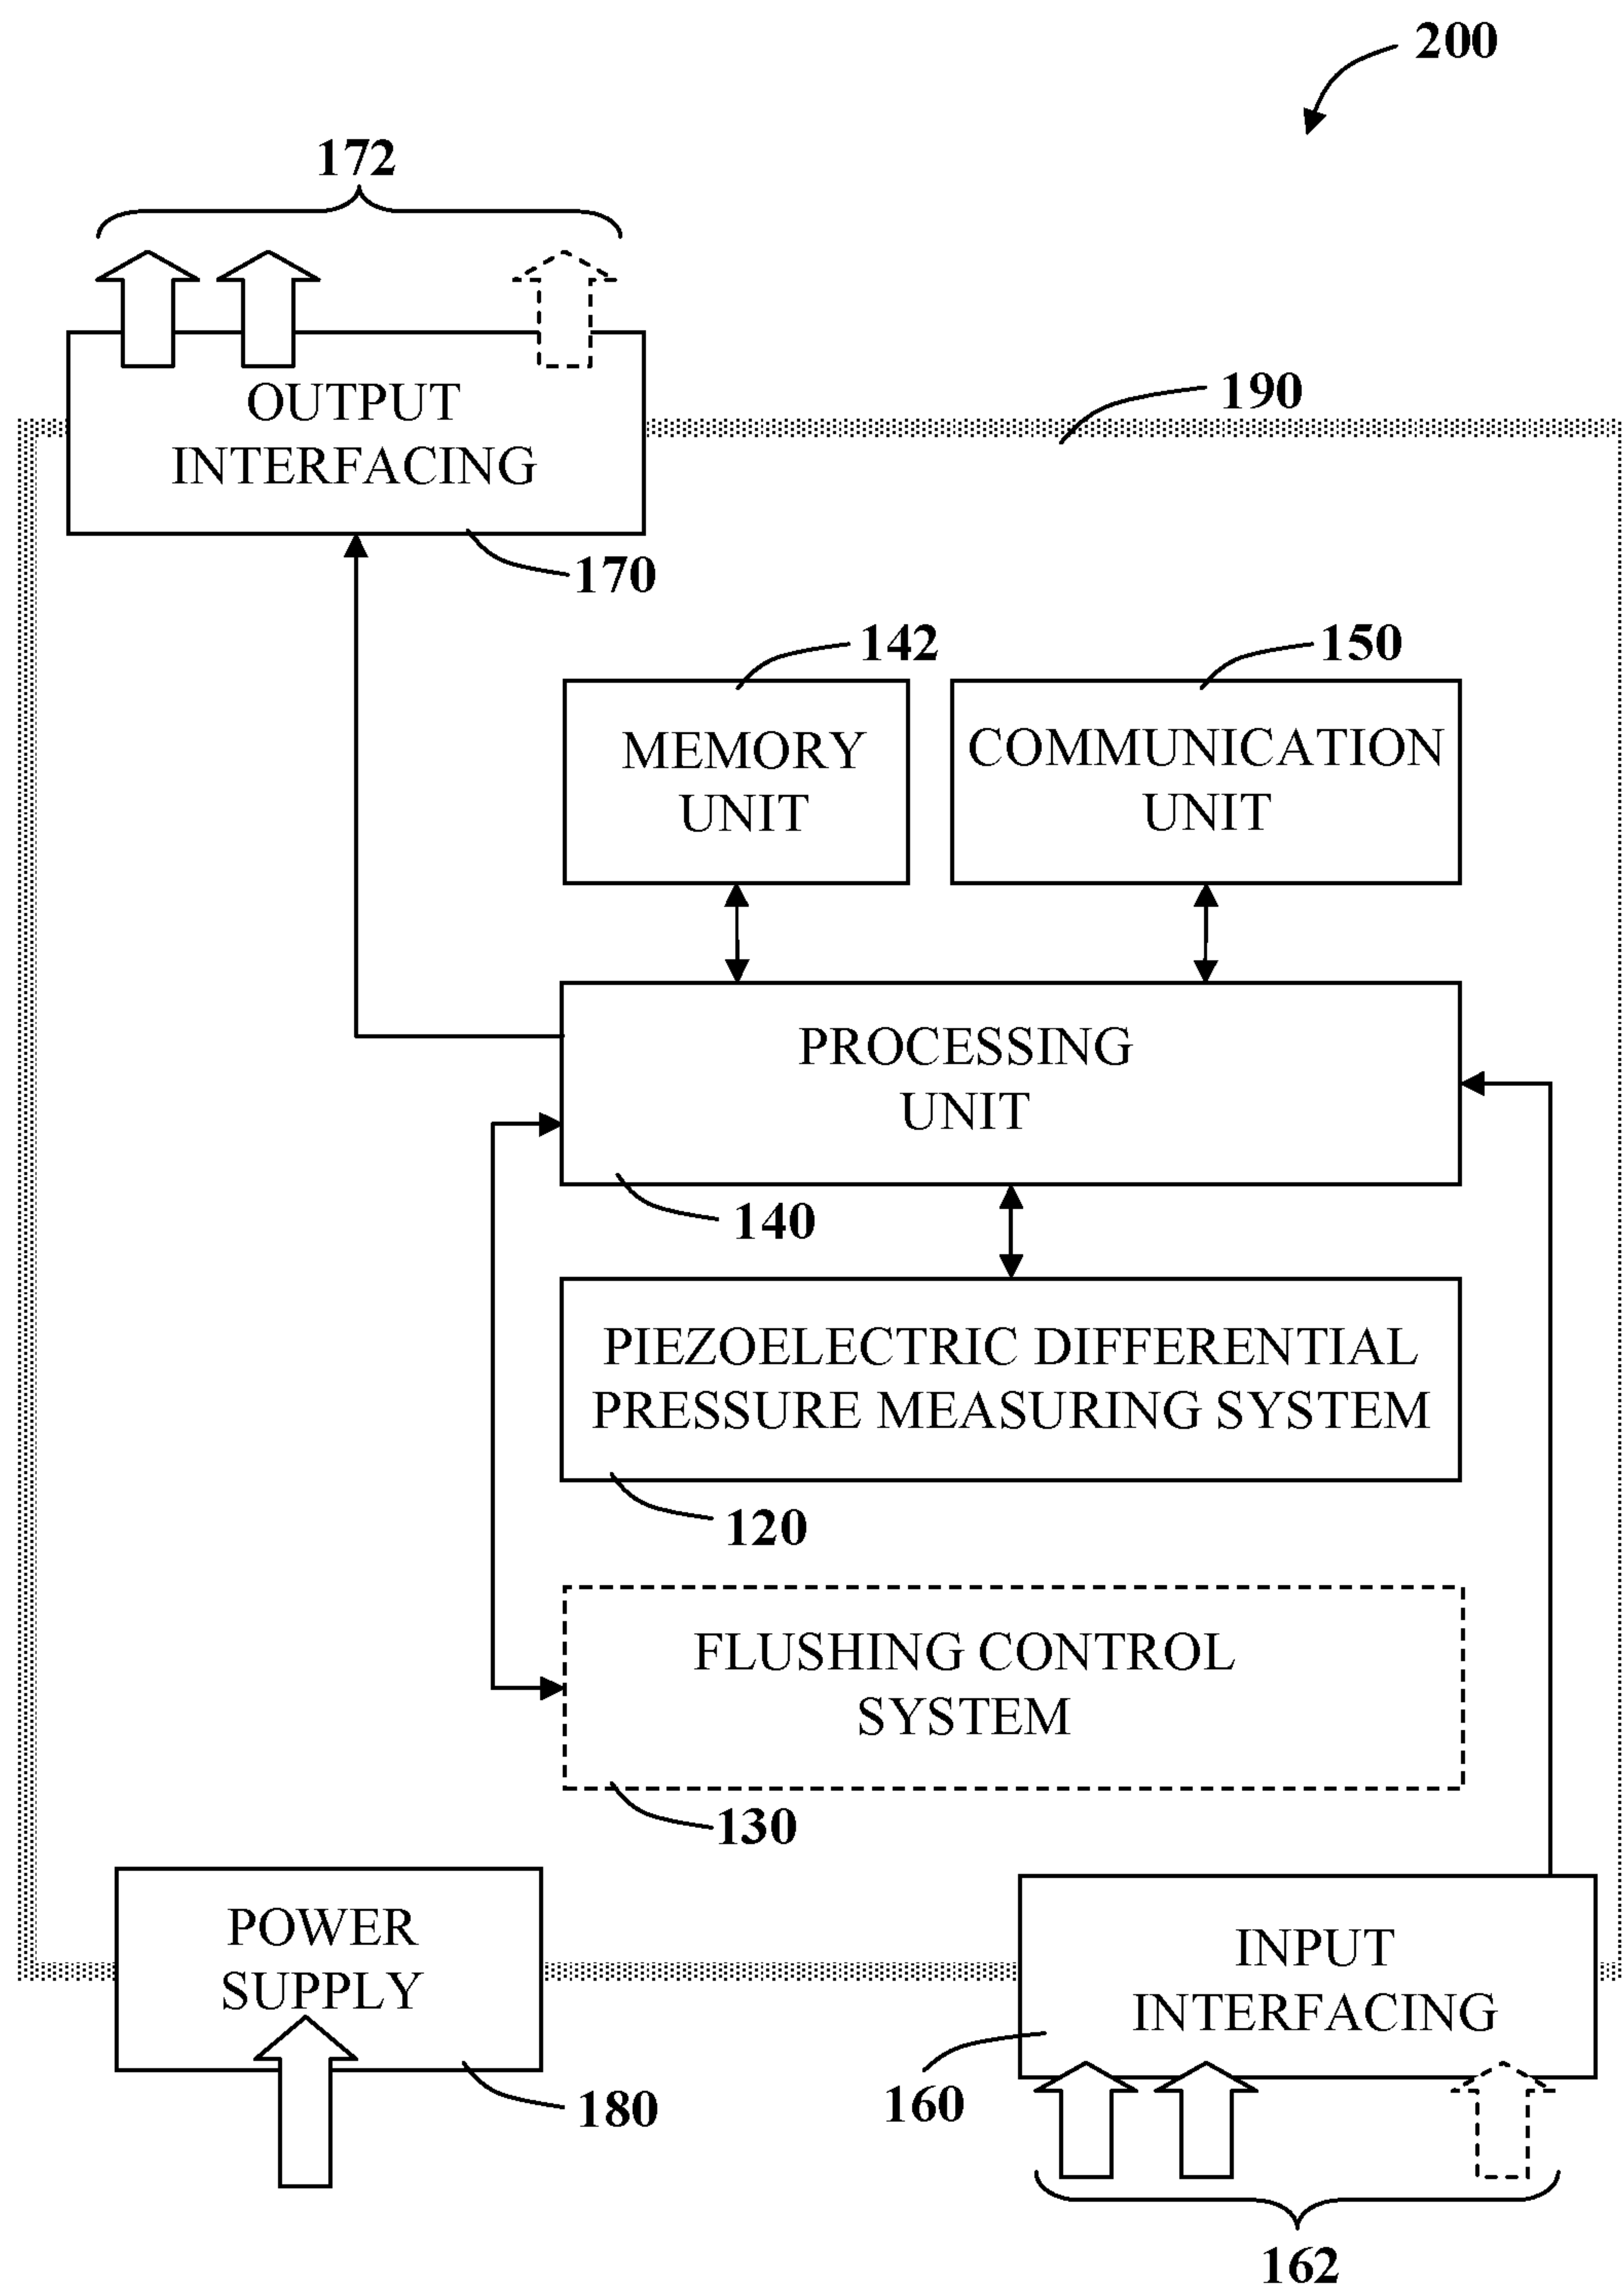 200
172
OUTPUT
INTERFACING
190
170
142
150
MEMORY
UNIT
COMMUNICATION
UNIT
PROCESSING
UNIT
140
PIEZOELECTRIC DIFFERENTIAL
PRESSURE MEASURING SYSTEM
120
FLUSHING CONTROL
SYSTEM
130
POWER
SUPPLY
180
INPUT
INTERFACING
160
162